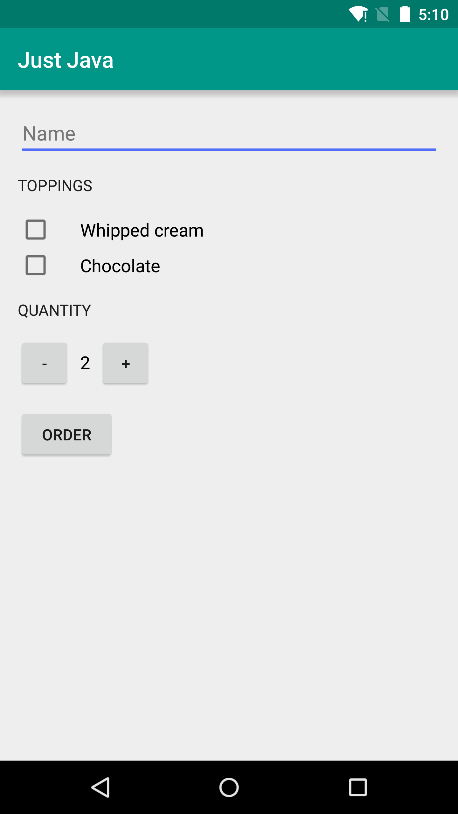 5:10
Just Java
Name
TOPPINGS
Whipped cream
Chocolate
QUANTITY
- 2 +
ORDER